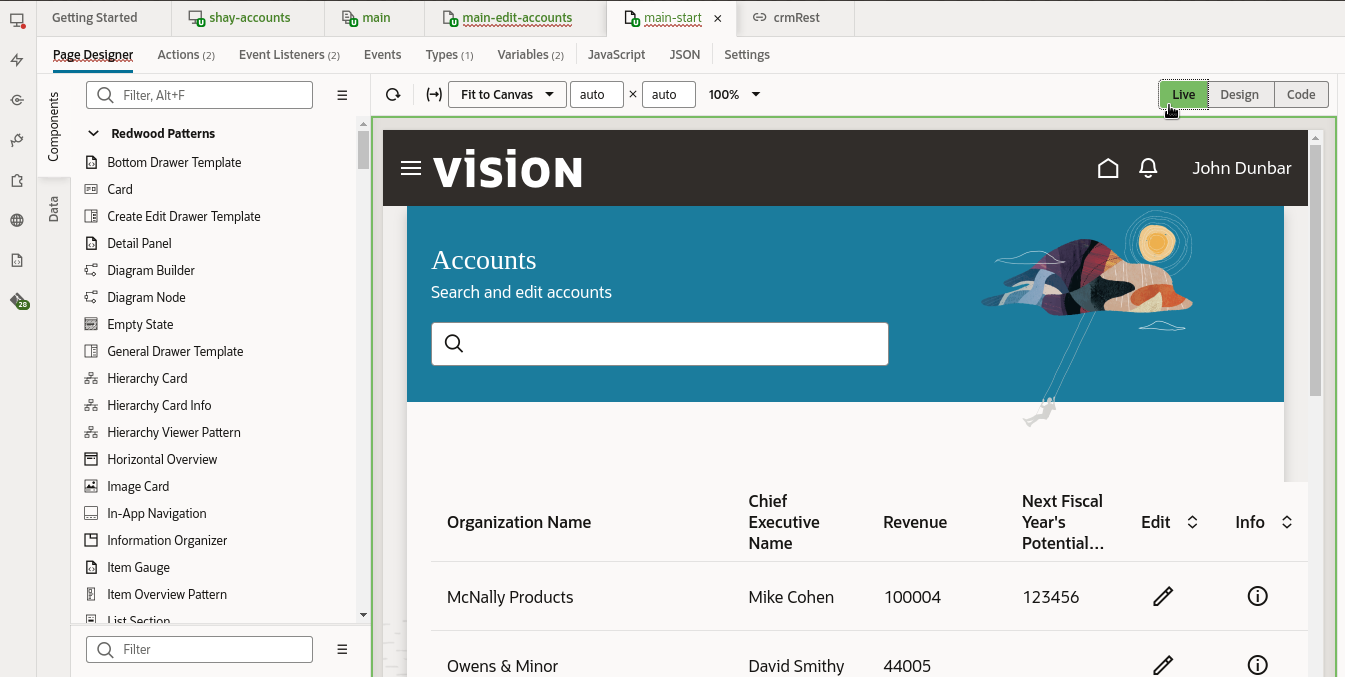 Getting Started
shay-accounts
main
main-edit-accounts
main-start
crmRest
Page Designer
Actions (2)
Event Listeners (2)
Events
Types (1)
Variables (2)
JavaScript
JSON
Settings
Components
Data
Filter, Alt+F
Fit to Canvas
auto
×
auto
100%
Live
Design
Code
Redwood Patterns
Bottom Drawer Template
Card
Create Edit Drawer Template
Detail Panel
Diagram Builder
Diagram Node
Empty State
General Drawer Template
Hierarchy Card
Hierarchy Card Info
Hierarchy Viewer Pattern
Horizontal Overview
Image Card
In-App Navigation
Information Organizer
Item Gauge
Item Overview Pattern
List Section
Filter
28
VISION
John Dunbar
Accounts
Search and edit accounts
Organization Name
Chief
Executive
Name
Revenue
Next Fiscal
Year's
Potential...
Edit
Info
McNally Products
Mike Cohen
100004
123456
Owens & Minor
David Smithy
44005